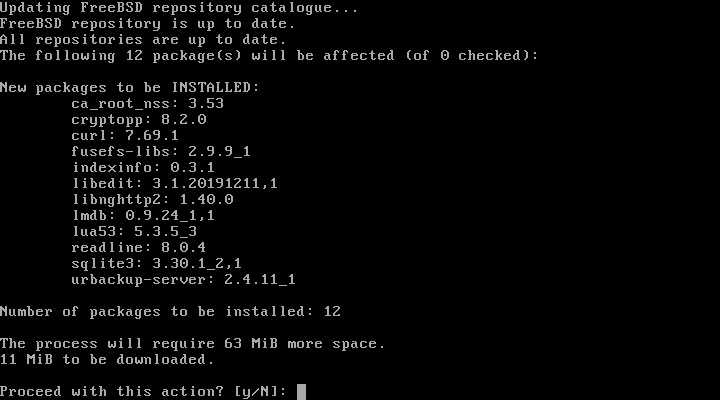 Updating FreeBSD repository catalogue...
FreeBSD repository is up to date.
All repositories are up to date.
The following 12 package(s) will be affected (of 0 checked):
New packages to be INSTALLED:
ca_root_nss: 3.53
cryptopp: 8.2.0
curl: 7.69.1
fusefs-libs: 2.9.9_1
indexinfo: 0.3.1
libedit: 3.1.20191211,1
libnghttp2: 1.40.0
lmdb: 0.9.24_1,1
lua53: 5.3.5_3
readline: 8.0.4
sqlite3: 3.30.1_2,1
urbackup-server: 2.4.11_1
Number of packages to be installed: 12
The process will require 63 MiB more space.
11 MiB to be downloaded.
Proceed with this action? [y/N]: